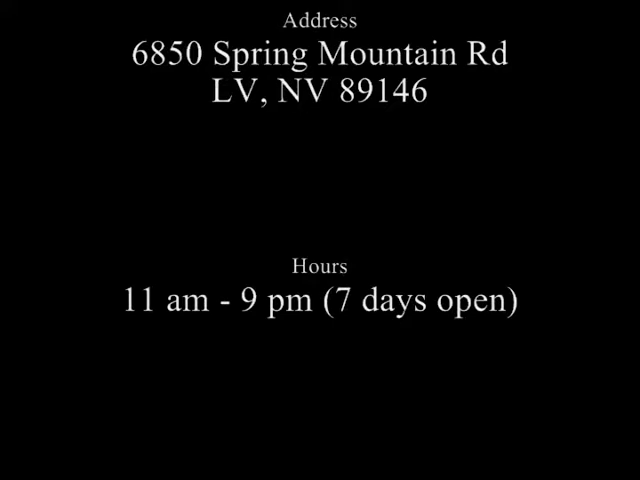 Address
6850 Spring Mountain Rd
LV, NV 89146
Hours
11 am - 9 pm (7 days open)